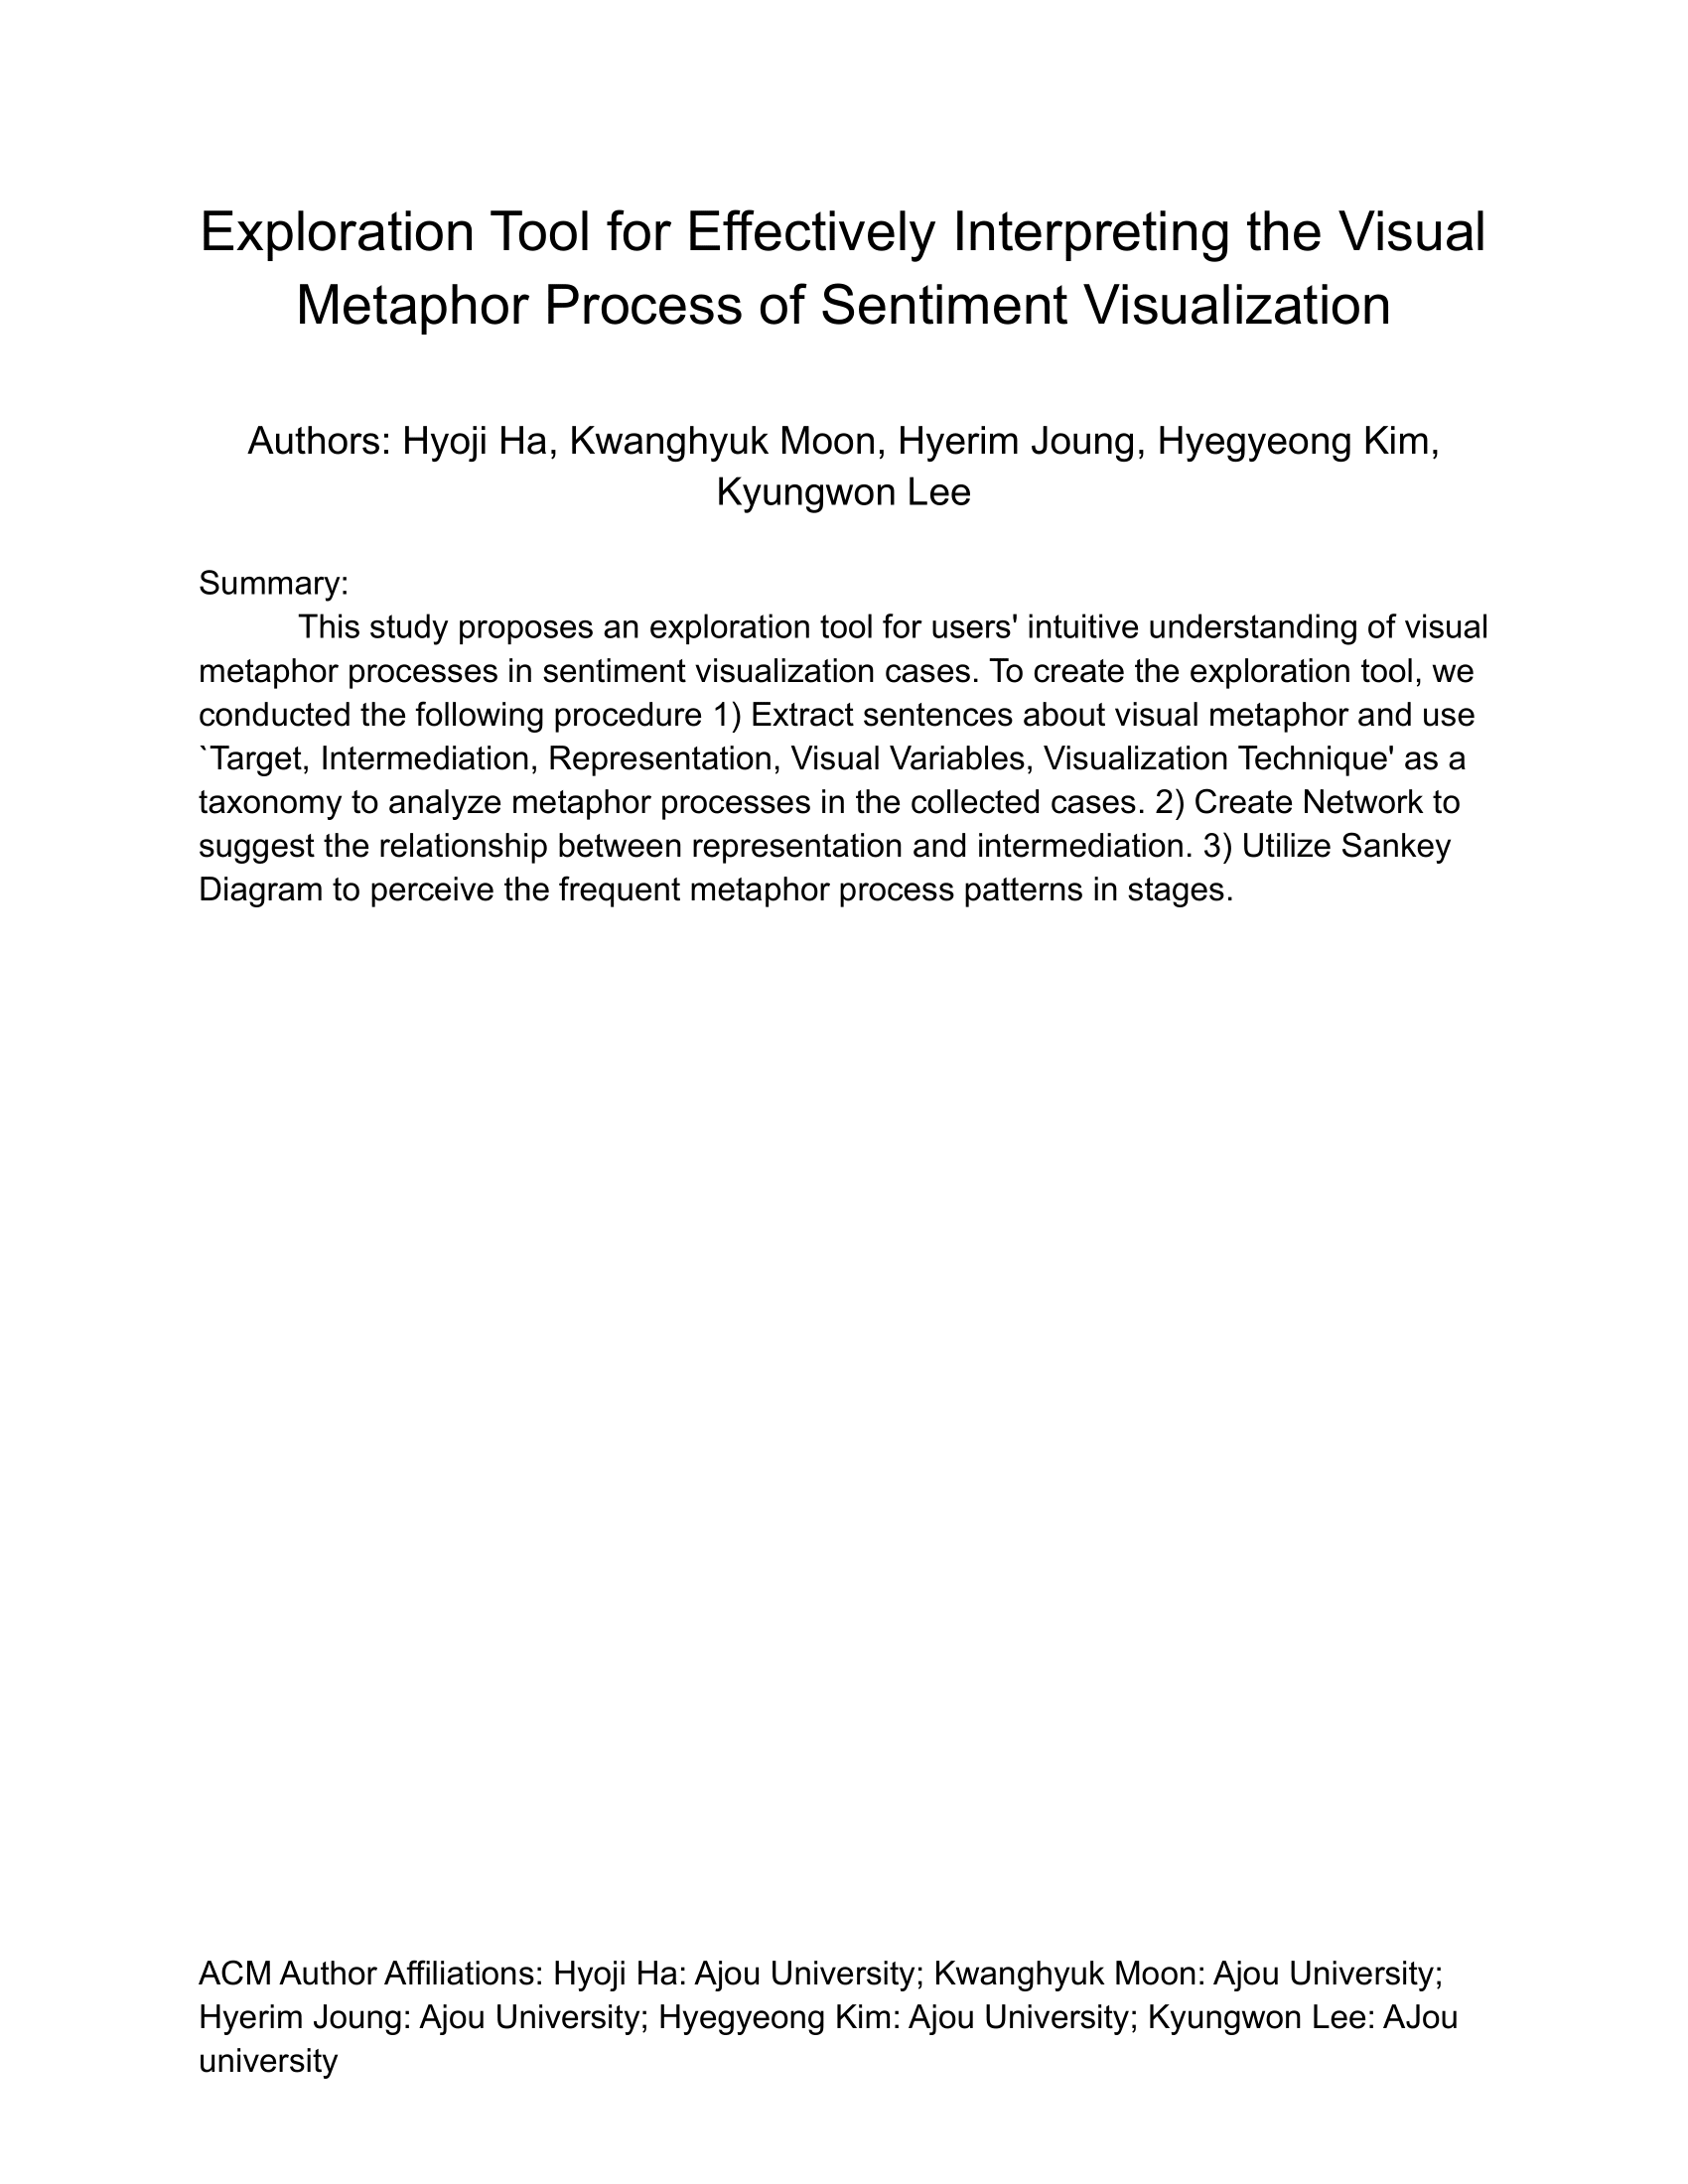 Exploration Tool for Effectively Interpreting the Visual
Metaphor Process of Sentiment Visualization
Authors: Hyoji Ha, Kwanghyuk Moon, Hyerim Joung, Hyegyeong Kim,
Kyungwon Lee
Summary:
This study proposes an exploration tool for users' intuitive understanding of visual
metaphor processes in sentiment visualization cases. To create the exploration tool, we
conducted the following procedure 1) Extract sentences about visual metaphor and use
`Target, Intermediation, Representation, Visual Variables, Visualization Technique' as a
taxonomy to analyze metaphor processes in the collected cases. 2) Create Network to
suggest the relationship between representation and intermediation. 3) Utilize Sankey
Diagram to perceive the frequent metaphor process patterns in stages.
ACM Author Affiliations: Hyoji Ha: Ajou University; Kwanghyuk Moon: Ajou University;
Hyerim Joung: Ajou University; Hyegyeong Kim: Ajou University; Kyungwon Lee: AJou
university